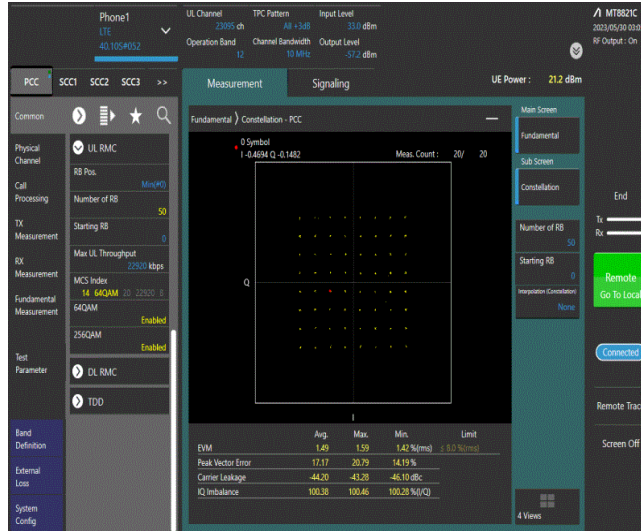 Phone1
LTE
40.10S#052
UL Channel TPC Pattern Input Level
23095 ch All +3dB 33.0 dBm
Operation Band Channel Bandwidth Output Level
12 10 MHz -57.2 dBm
MT8821C
2023/05/30 03:0
RF Output : On
PCC SCC1 SCC2 SCC3 >>
Measurement Signaling UE Power : 21.2 dBm
Common
Physical
Channel
Call
Processing
TX
Measurement
RX
Measurement
Fundamental
Measurement
Test
Parameter
Band
Definition
External
Loss
System
Config
UL RMC
RB Pos.
Min(#0)
Number of RB
50
Starting RB
0
Max UL Throughput
22920 kbps
MCS Index
14 64QAM 20 22920 8
64QAM
Enabled
256QAM
Enabled
DL RMC
TDD
Fundamental > Constellation - PCC
0 Symbol
I -0.4694 Q -0.1482 Meas. Count : 20/ 20
Q
I
Avg. Max. Min. Limit
EVM 1.49 1.59 1.42 %(rms) ≤ 8.0 %(rms)
Peak Vector Error 17.17 20.79 14.19 %
Carrier Leakage -44.20 -43.28 -46.10 dBc
IQ Imbalance 100.38 100.46 100.28 %(I/Q)
Main Screen
Fundamental
Sub Screen
Constellation
Number of RB
50
Starting RB
0
Interpolation (Constellation)
None
4 Views
End
Tx
Rx
Remote
Go To Local
Connected
Remote Trac
Screen Off